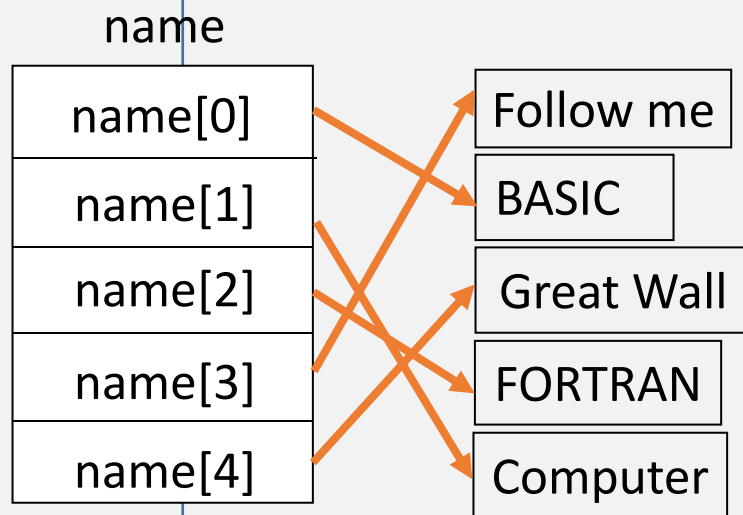 name
name[0]
name[1]
name[2]
name[3]
name[4]
Follow me
BASIC
Great Wall
FORTRAN
Computer